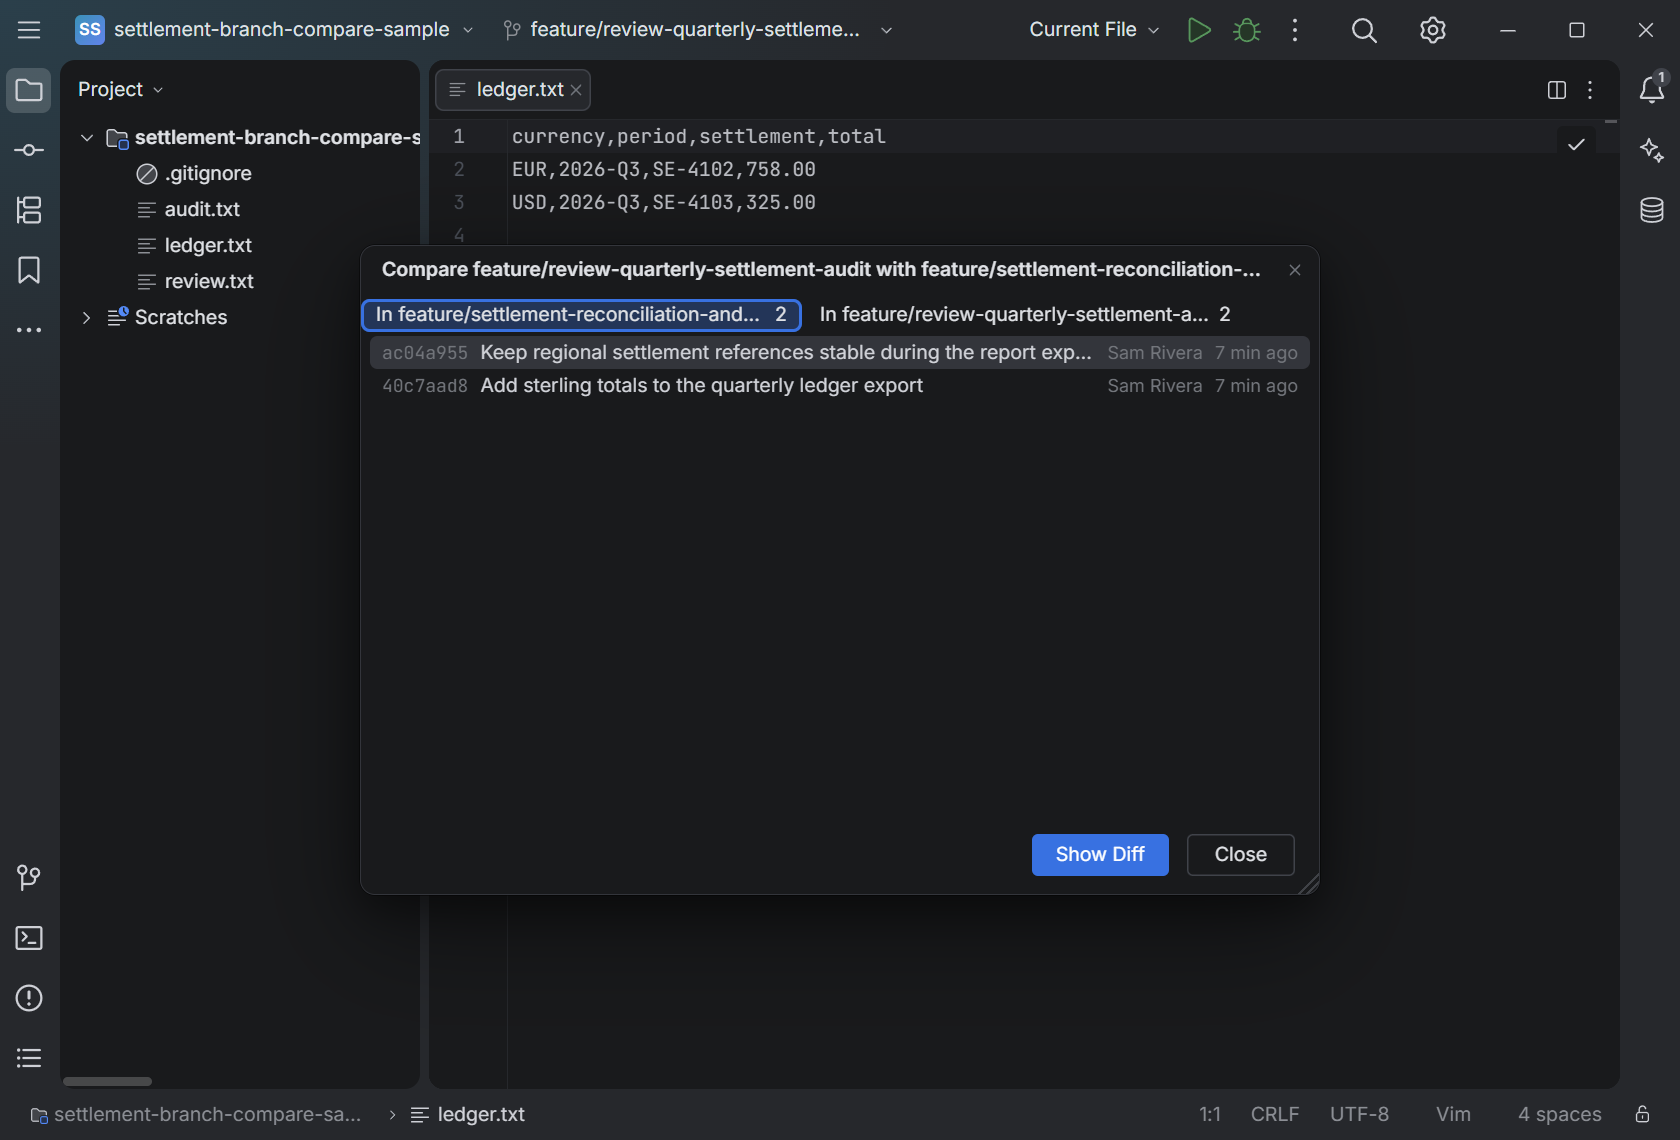 SS settlement-branch-compare-sample feature/review-quarterly-settleme... Current File
Project
ledger.txt
1
settlement-branch-compare-s
.gitignore
audit.txt
ledger.txt
review.txt
Scratches
1 currency,period,settlement,total
2 EUR,2026-Q3,SE-4102,758.00
3 USD,2026-Q3,SE-4103,325.00
4
Compare feature/review-quarterly-settlement-audit with feature/settlement-reconciliation-...
In feature/settlement-reconciliation-and... 2 In feature/review-quarterly-settlement-a... 2
ac04a955 Keep regional settlement references stable during the report exp... Sam Rivera 7 min ago
40c7aad8 Add sterling totals to the quarterly ledger export Sam Rivera 7 min ago
Show Diff Close
settlement-branch-compare-sa... ledger.txt 1:1 CRLF UTF-8 Vim 4 spaces